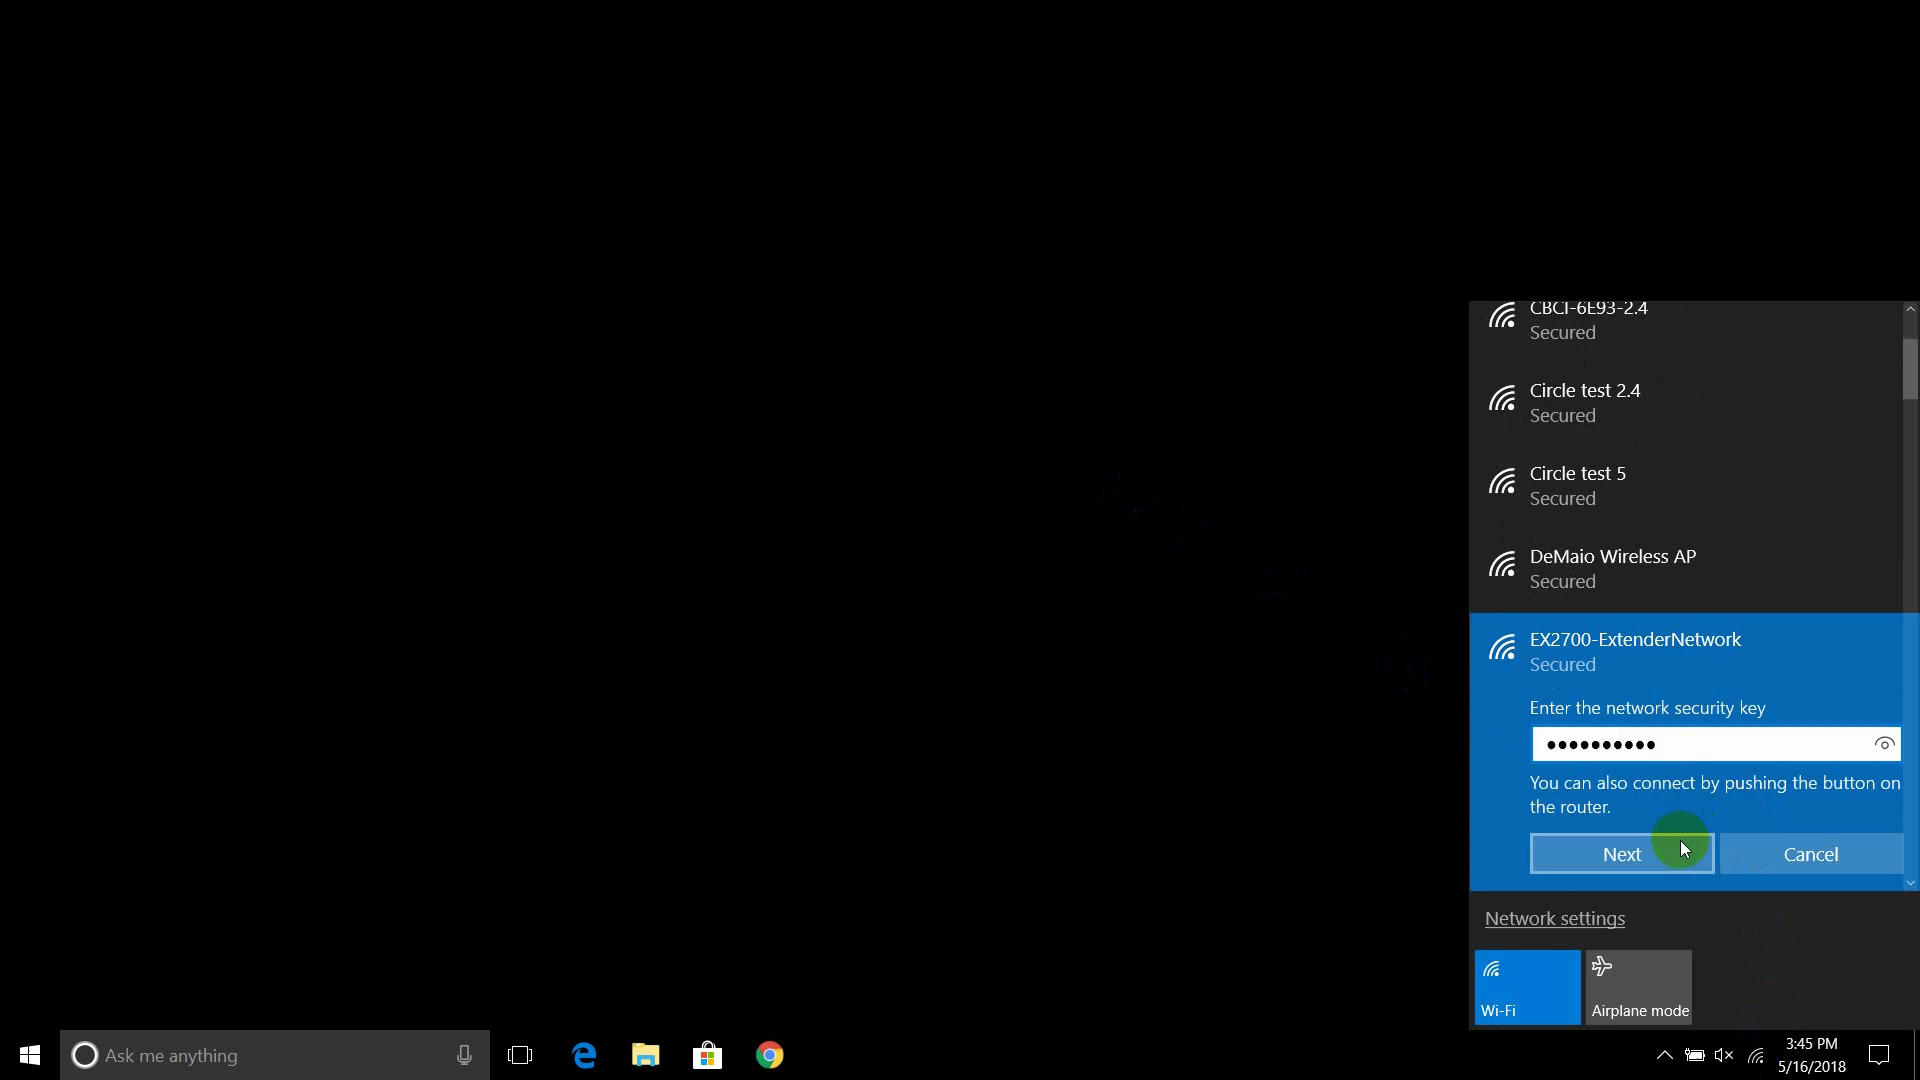 CBCI-6E93-2.4
Secured
Circle test 2.4
Secured
Circle test 5
Secured
DeMaio Wireless AP
Secured
EX2700-ExtenderNetwork
Secured
Enter the network security key
You can also connect by pushing the button on
the router.
Next
Cancel
Network settings
Wi-Fi
Airplane mode
Ask me anything
3:45 PM
5/16/2018